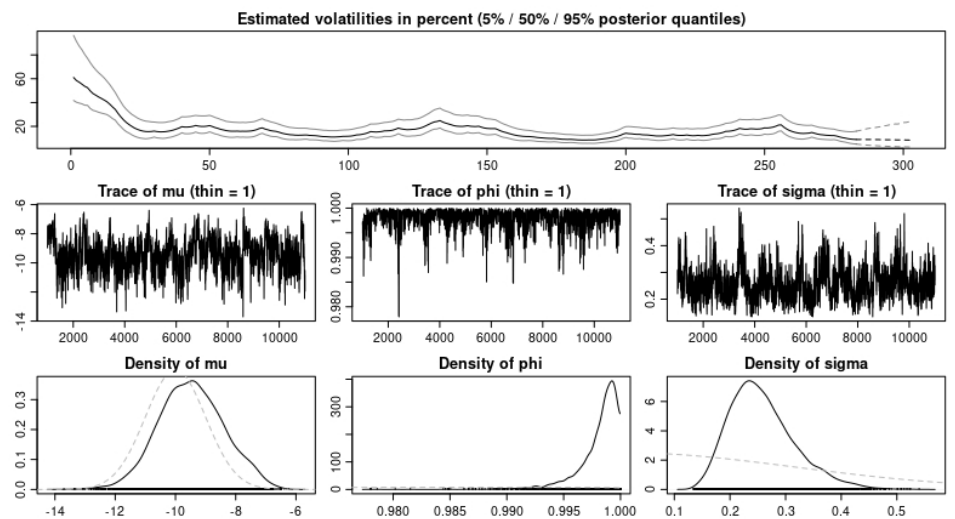 Estimated volatilities in percent (5% / 50% / 95% posterior quantiles)
20 60
0 50 100 150 200 250 300
Trace of mu (thin = 1) Trace of phi (thin = 1) Trace of sigma (thin = 1)
-14 -10 -8 -6
0.980 0.990 1.000
0.2 0.4
2000 4000 6000 8000 10000 2000 4000 6000 8000 10000 2000 4000 6000 8000 10000
Density of mu Density of phi Density of sigma
0.0 0.1 0.2 0.3
0 100 300
0 2 4 6
-14 -12 -10 -8 -6 0.980 0.985 0.990 0.995 1.000 0.1 0.2 0.3 0.4 0.5